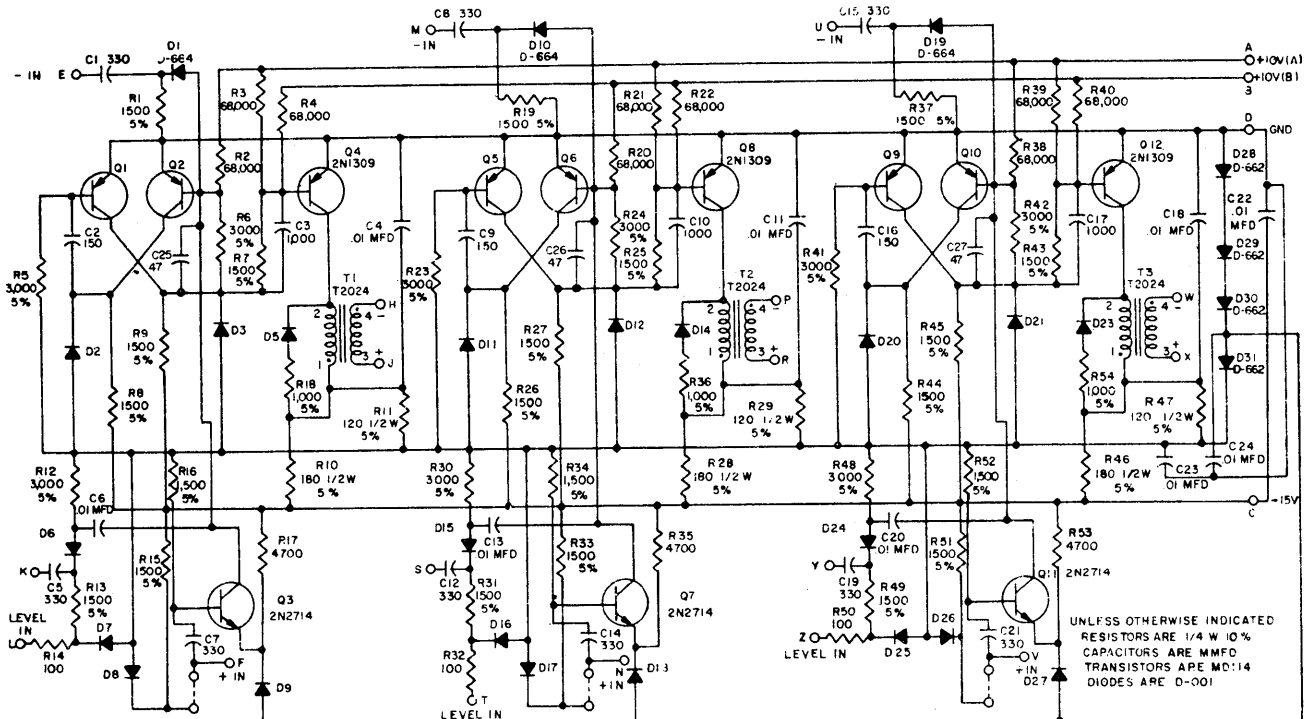 C1 330
D1
D-664
-IN E
R1
1500
5%
R3
68,000
R4
68,000
Q1
Q2
R2
68,000
Q4
2N1309
C2
150
C25
47
R6
3000
5%
R7
1500
5%
C3
1,000
C4
.01 MFD
R5
3,000
5%
R9
1500
5%
D2
D3
D5
T1
T2024
2
4
-
H
1
3
+
J
R8
1500
5%
R18
1,000
5%
R11
120 1/2W
5%
R12
3,000
5%
C6
.01 MFD
R16
1,500
5%
R10
180 1/2W
5%
D6
K
C5
330
R13
1500
5%
R15
1500
5%
R17
4700
Q3
2N2714
LEVEL
IN
D7
R14
100
C7
330
F
+ IN
D8
D9
C8 330
M
-IN
D10
D-664
R19
1500 5%
R21
68,000
R22
68,000
Q5
Q6
R20
68,000
Q8
2N1309
C9
150
C26
47
R24
3000
5%
R25
1500
5%
C10
1000
C11
.01 MFD
R23
3000
5%
R27
1500
5%
D11
D12
D14
T2
T2024
2
4
-
P
1
3
+
R
R26
1500
5%
R36
1,000
5%
R29
120 1/2W
5%
R30
3000
5%
R34
1,500
5%
R28
180 1/2W
5%
D15
C13
.01 MFD
S
C12
330
R31
1500
5%
R33
1500
5%
R35
4700
Q7
2N2714
D16
R32
100
D17
C14
330
N
+IN
D13
T
LEVEL IN
C15 330
U
-IN
D19
D-664
R37
1500 5%
R39
68,000
R40
68,000
A
+10V(A)
+10V(B)
B
D
GND
Q9
Q10
R38
68,000
Q12
2N1309
D28
D-662
C22
.01
MFD
C16
150
C27
47
R42
3000
5%
R43
1500
5%
C17
1000
C18
.01 MFD
D29
D-662
R41
3000
5%
D30
D-662
R45
1500
5%
D20
D21
D23
T3
T2024
2
4
-
W
1
3
+
X
D31
D-662
R44
1500
5%
R54
1,000
5%
R47
120 1/2W
5%
R48
3000
5%
R52
1,500
5%
R46
180 1/2W
5%
C23
.01 MFD
C24
.01 MFD
-15V
C
D24
C20
.01 MFD
Y
C19
330
R49
1500
5%
R51
1500
5%
R53
4700
Q11
2N2714
R50
100
D26
Z
LEVEL IN
D25
C21
330
V
+IN
D27
UNLESS OTHERWISE INDICATED
RESISTORS ARE 1/4 W 10%
CAPACITORS ARE MMFD
TRANSISTORS ARE MD114
DIODES ARE D-001